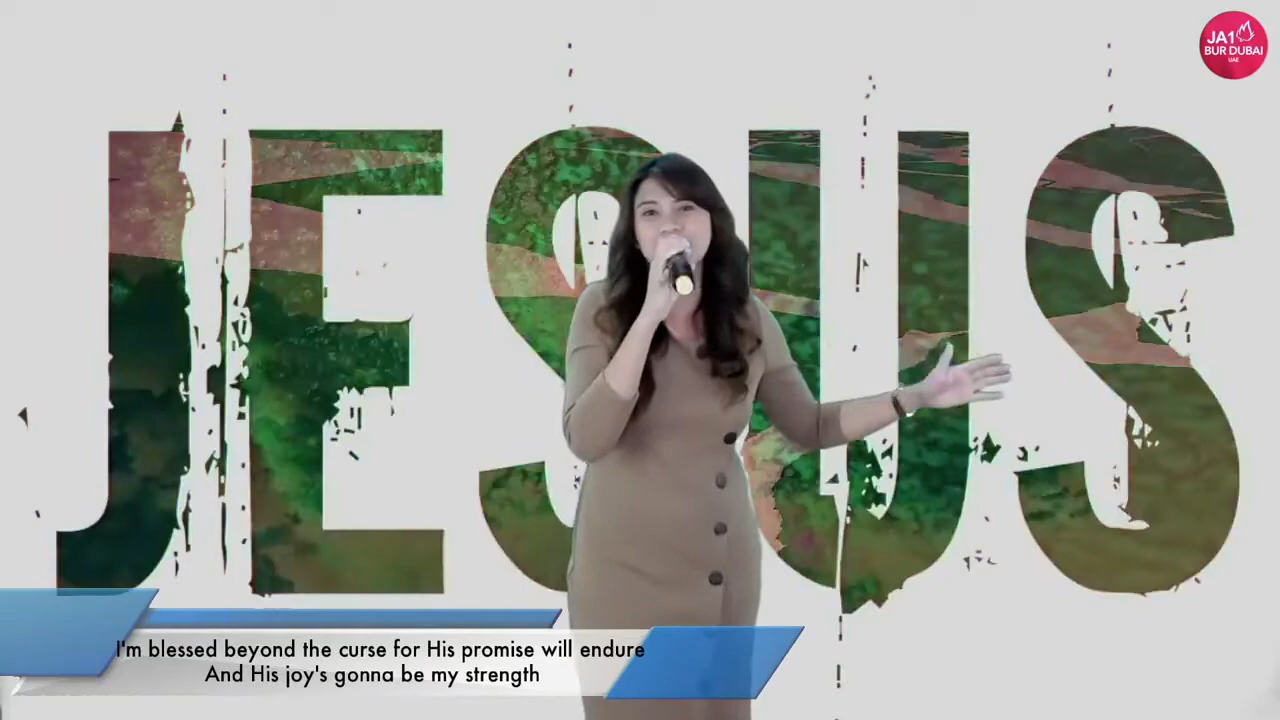 JA1
BUR DUBAI
UAE
JESUS
I'm blessed beyond the curse for His promise will endure
And His joy's gonna be my strength